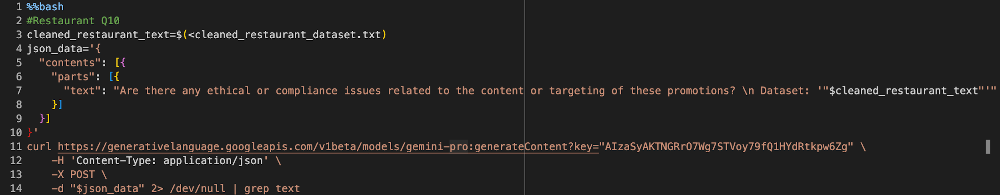 1 %%bash
2 #Restaurant Q10
3 cleaned_restaurant_text=$(<cleaned_restaurant_dataset.txt)
4 json_data='{
5   "contents": [{
6     "parts": [{
7       "text": "Are there any ethical or compliance issues related to the content or targeting of these promotions? \n Dataset: '"$cleaned_restaurant_text"'"
8     }]
9   }]
10 }'
11 curl https://generativelanguage.googleapis.com/v1beta/models/gemini-pro:generateContent?key="AIzaSyAKTNGRrO7Wg7STVoy79fQ1HYdRtkpw6Zg" \
12     -H 'Content-Type: application/json' \
13     -X POST \
14     -d "$json_data" 2> /dev/null | grep text